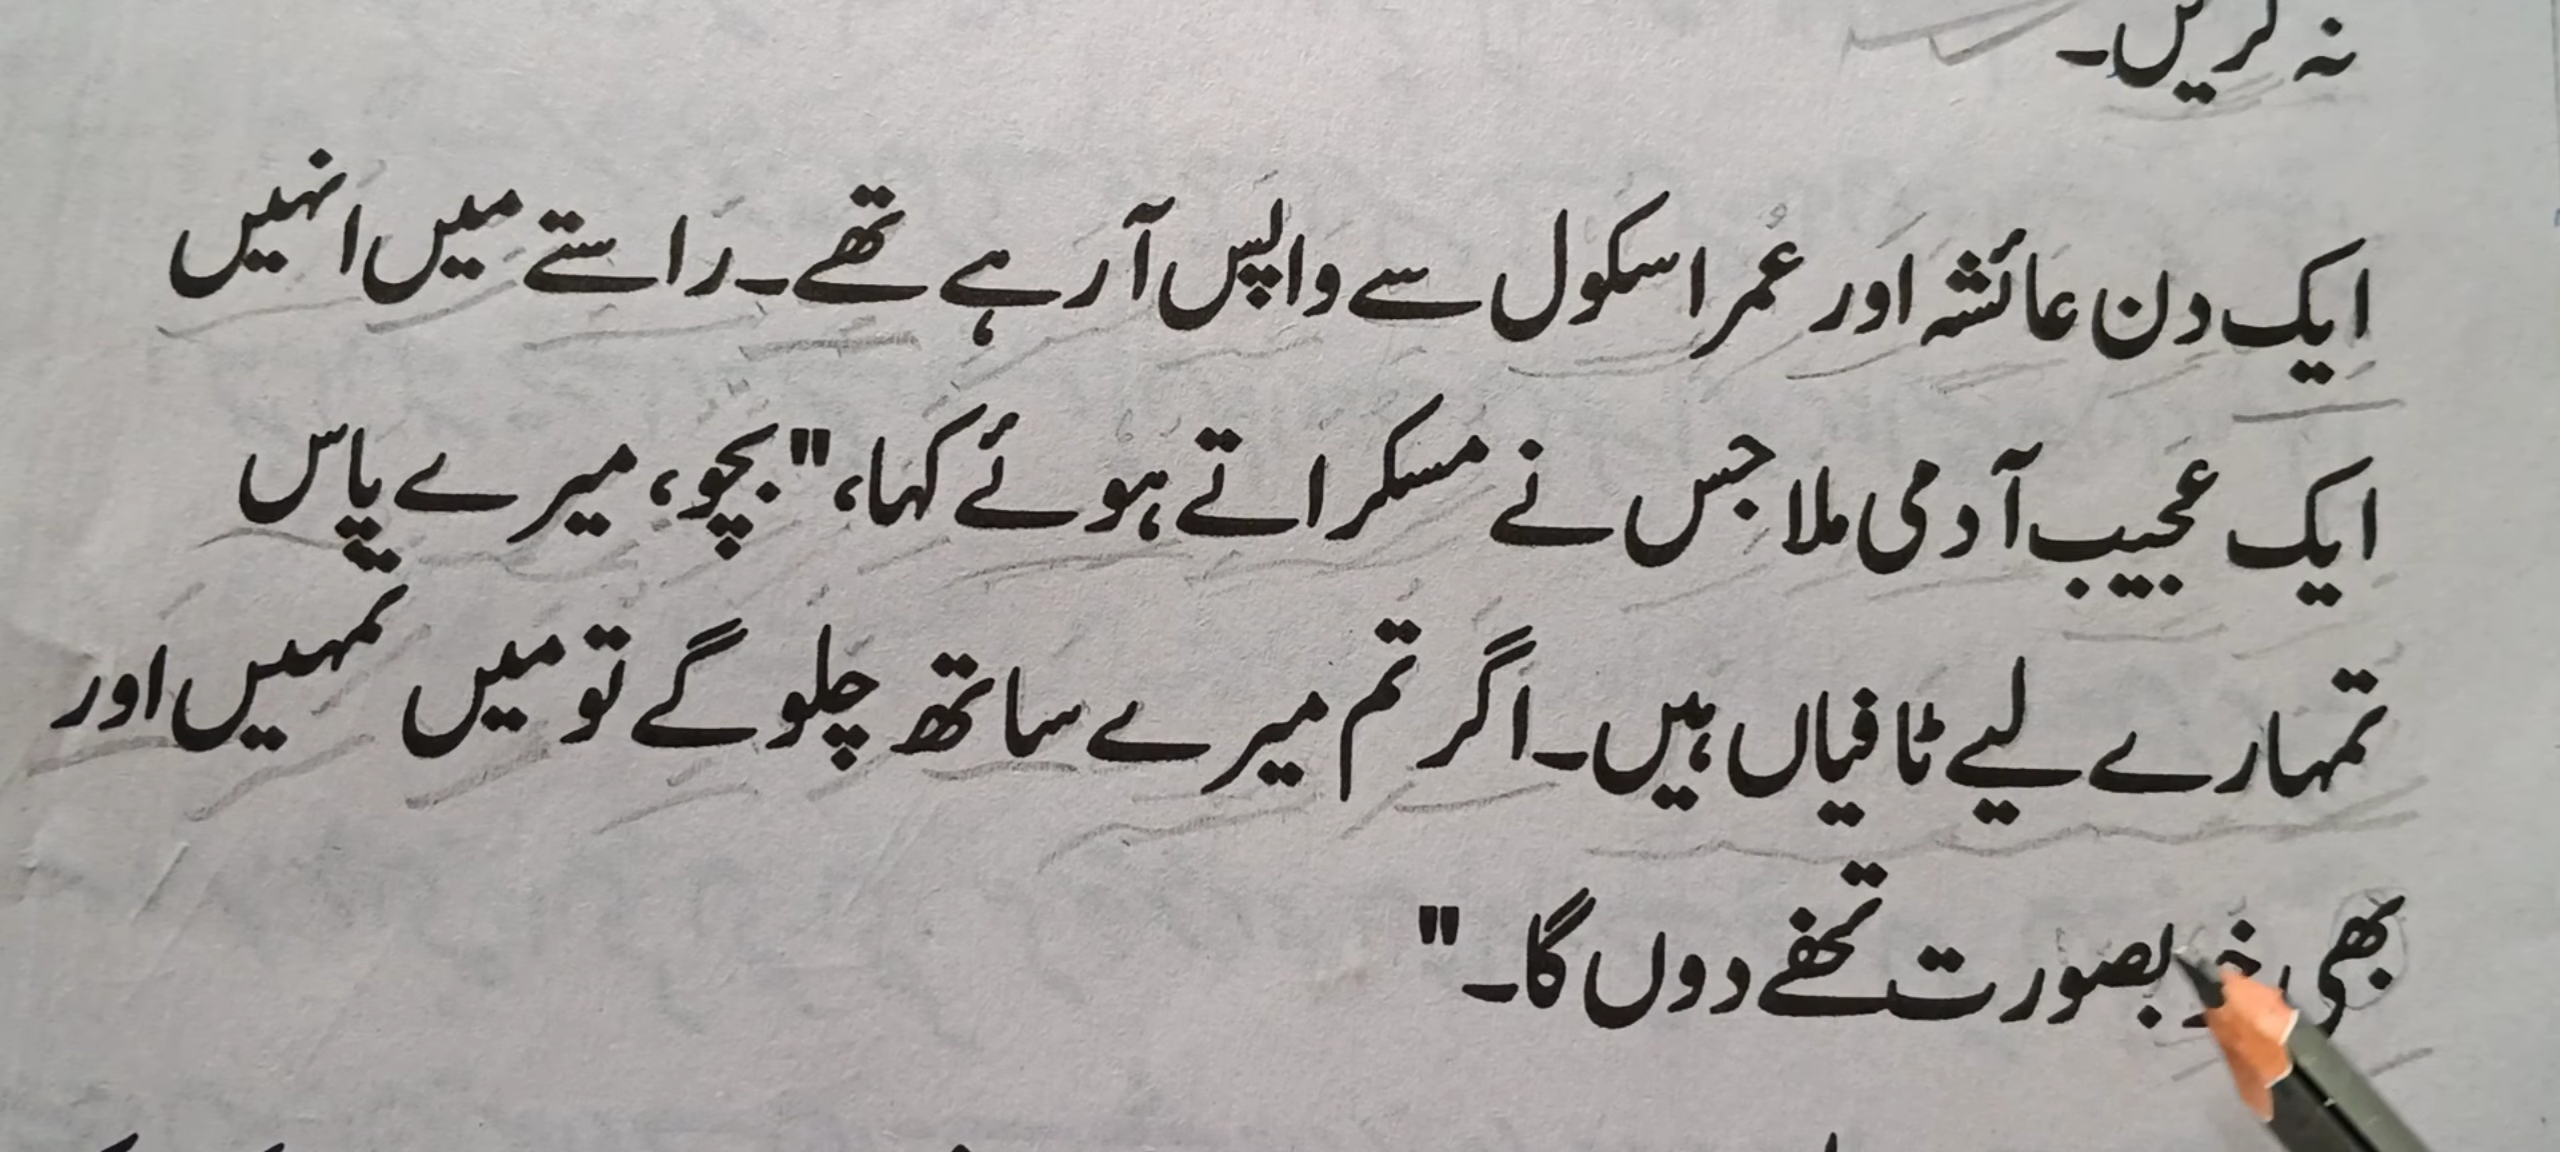 نہ کریں۔
ایک دن عائشہ اور عُمر اسکول سے واپس آ رہے تھے۔ راستے میں انہیں
ایک عجیب آدمی ملا جس نے مسکراتے ہوئے کہا، "بچو، میرے پاس
تمہارے لیے ٹافیاں ہیں۔ اگر تم میرے ساتھ چلو گے تو میں تمہیں اور
بھی خوبصورت تحفے دوں گا۔"